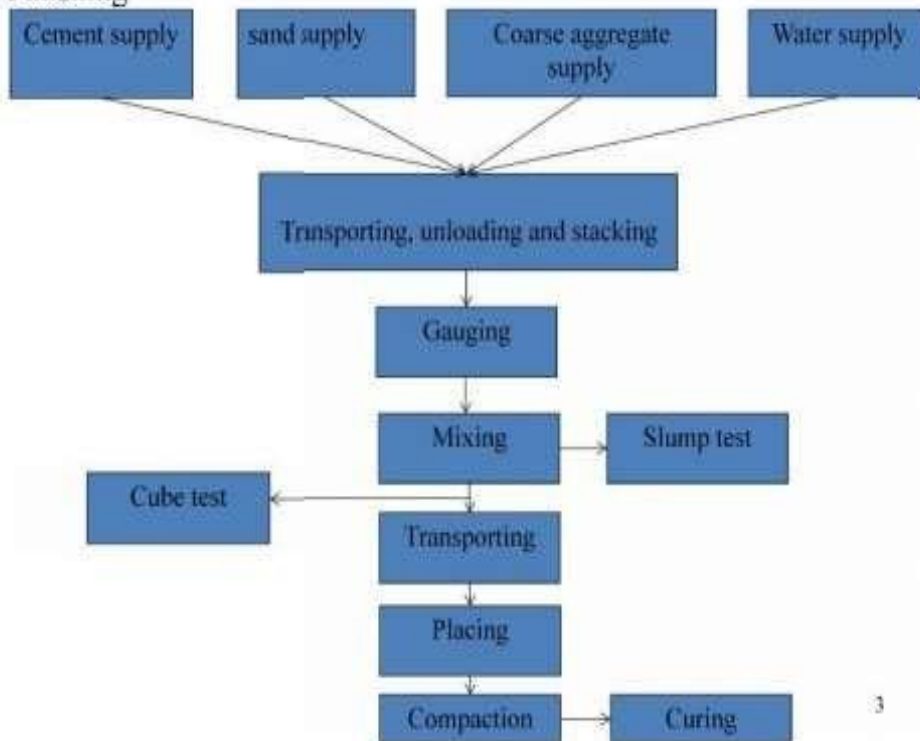 Cement supply
sand supply
Coarse aggregate
supply
Water supply
Transporting, unloading and stacking
Gauging
Mixing
Slump test
Cube test
Transporting
Placing
Compaction
Curing
3